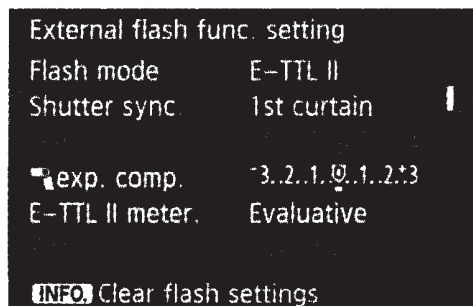 External flash func. setting
Flash mode E-TTL II
Shutter sync. 1st curtain
exp. comp. -3..2..1..0..1..2..+3
E-TTL II meter. Evaluative
INFO. Clear flash settings